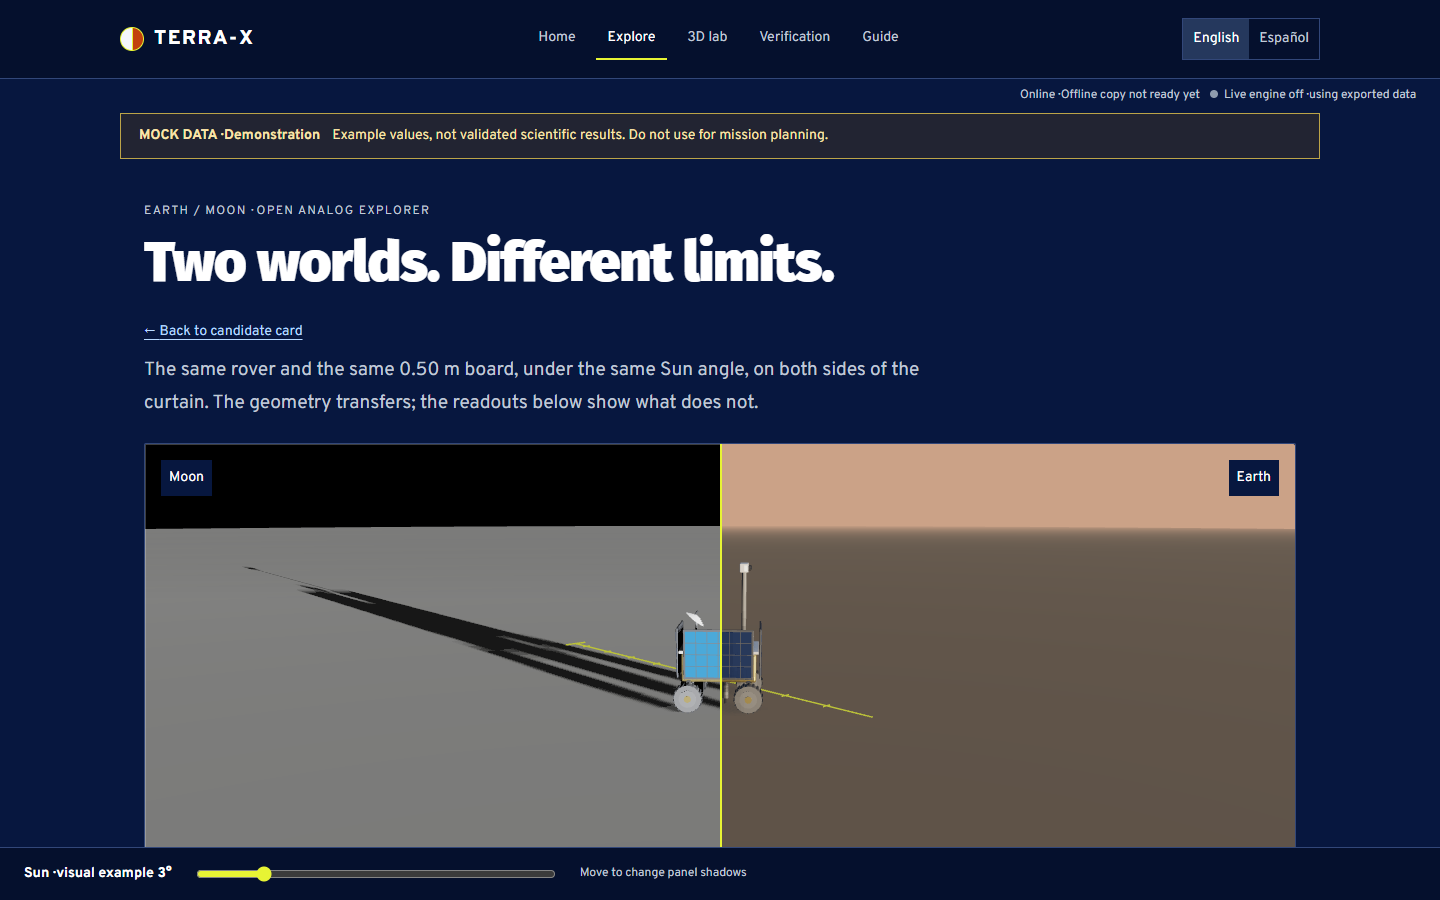 TERRA-X
Home Explore 3D lab Verification Guide
English Español
Online ·Offline copy not ready yet Live engine off ·using exported data
MOCK DATA ·Demonstration Example values, not validated scientific results. Do not use for mission planning.
EARTH / MOON ·OPEN ANALOG EXPLORER
Two worlds. Different limits.
← Back to candidate card
The same rover and the same 0.50 m board, under the same Sun angle, on both sides of the
curtain. The geometry transfers; the readouts below show what does not.
Moon Earth
Sun ·visual example 3° Move to change panel shadows